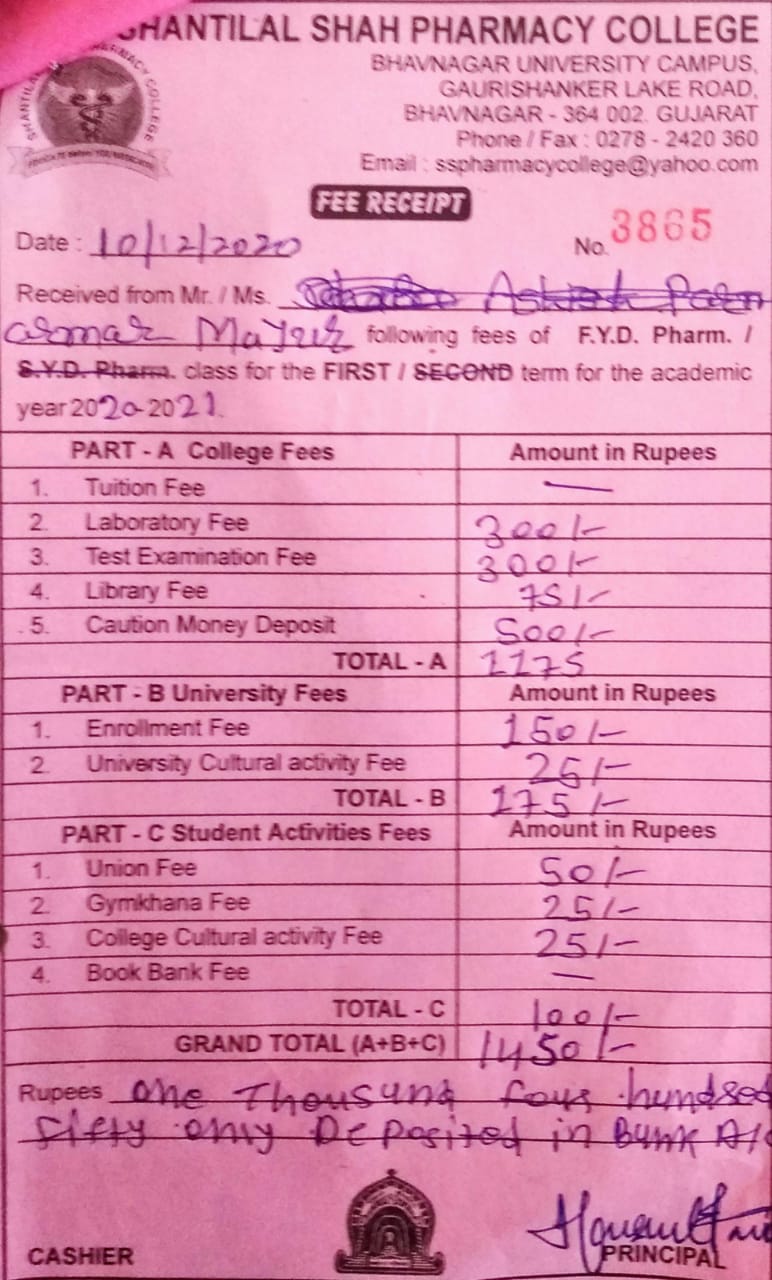 SHANTILAL SHAH PHARMACY COLLEGE
BHAVNAGAR UNIVERSITY CAMPUS,
GAURISHANKER LAKE ROAD,
BHAVNAGAR - 364 002. GUJARAT
Phone / Fax : 0278 - 2420 360
Email : sspharmacycollege@yahoo.com
PHARMACY COLLEGE
FEE RECEIPT
Date : 10/12/2020 No. 3865
Received from Mr. / Ms.
following fees of F.Y.D. Pharm. /
S.Y.D. Pharm. class for the FIRST / SECOND term for the academic
year 2020-2021.
PART - A College Fees Amount in Rupees
1. Tuition Fee —
2. Laboratory Fee 300/-
3. Test Examination Fee 300/-
4. Library Fee 75/-
5. Caution Money Deposit 500/-
TOTAL - A 1175
PART - B University Fees Amount in Rupees
1. Enrollment Fee 150/-
2. University Cultural activity Fee 25/-
TOTAL - B 175/-
PART - C Student Activities Fees Amount in Rupees
1. Union Fee 50/-
2. Gymkhana Fee 25/-
3. College Cultural activity Fee 25/-
4. Book Bank Fee —
TOTAL - C 100/-
GRAND TOTAL (A+B+C) 1450/-
Rupees one Thousund four hundred
fifty only Deposited in Bunk A/c
CASHIER PRINCIPAL